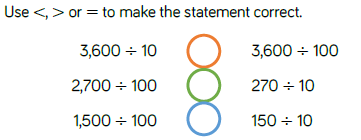 Use <, > or = to make the statement correct.
3,600 ÷ 10 3,600 ÷ 100
2,700 ÷ 100 270 ÷ 10
1,500 ÷ 100 150 ÷ 10